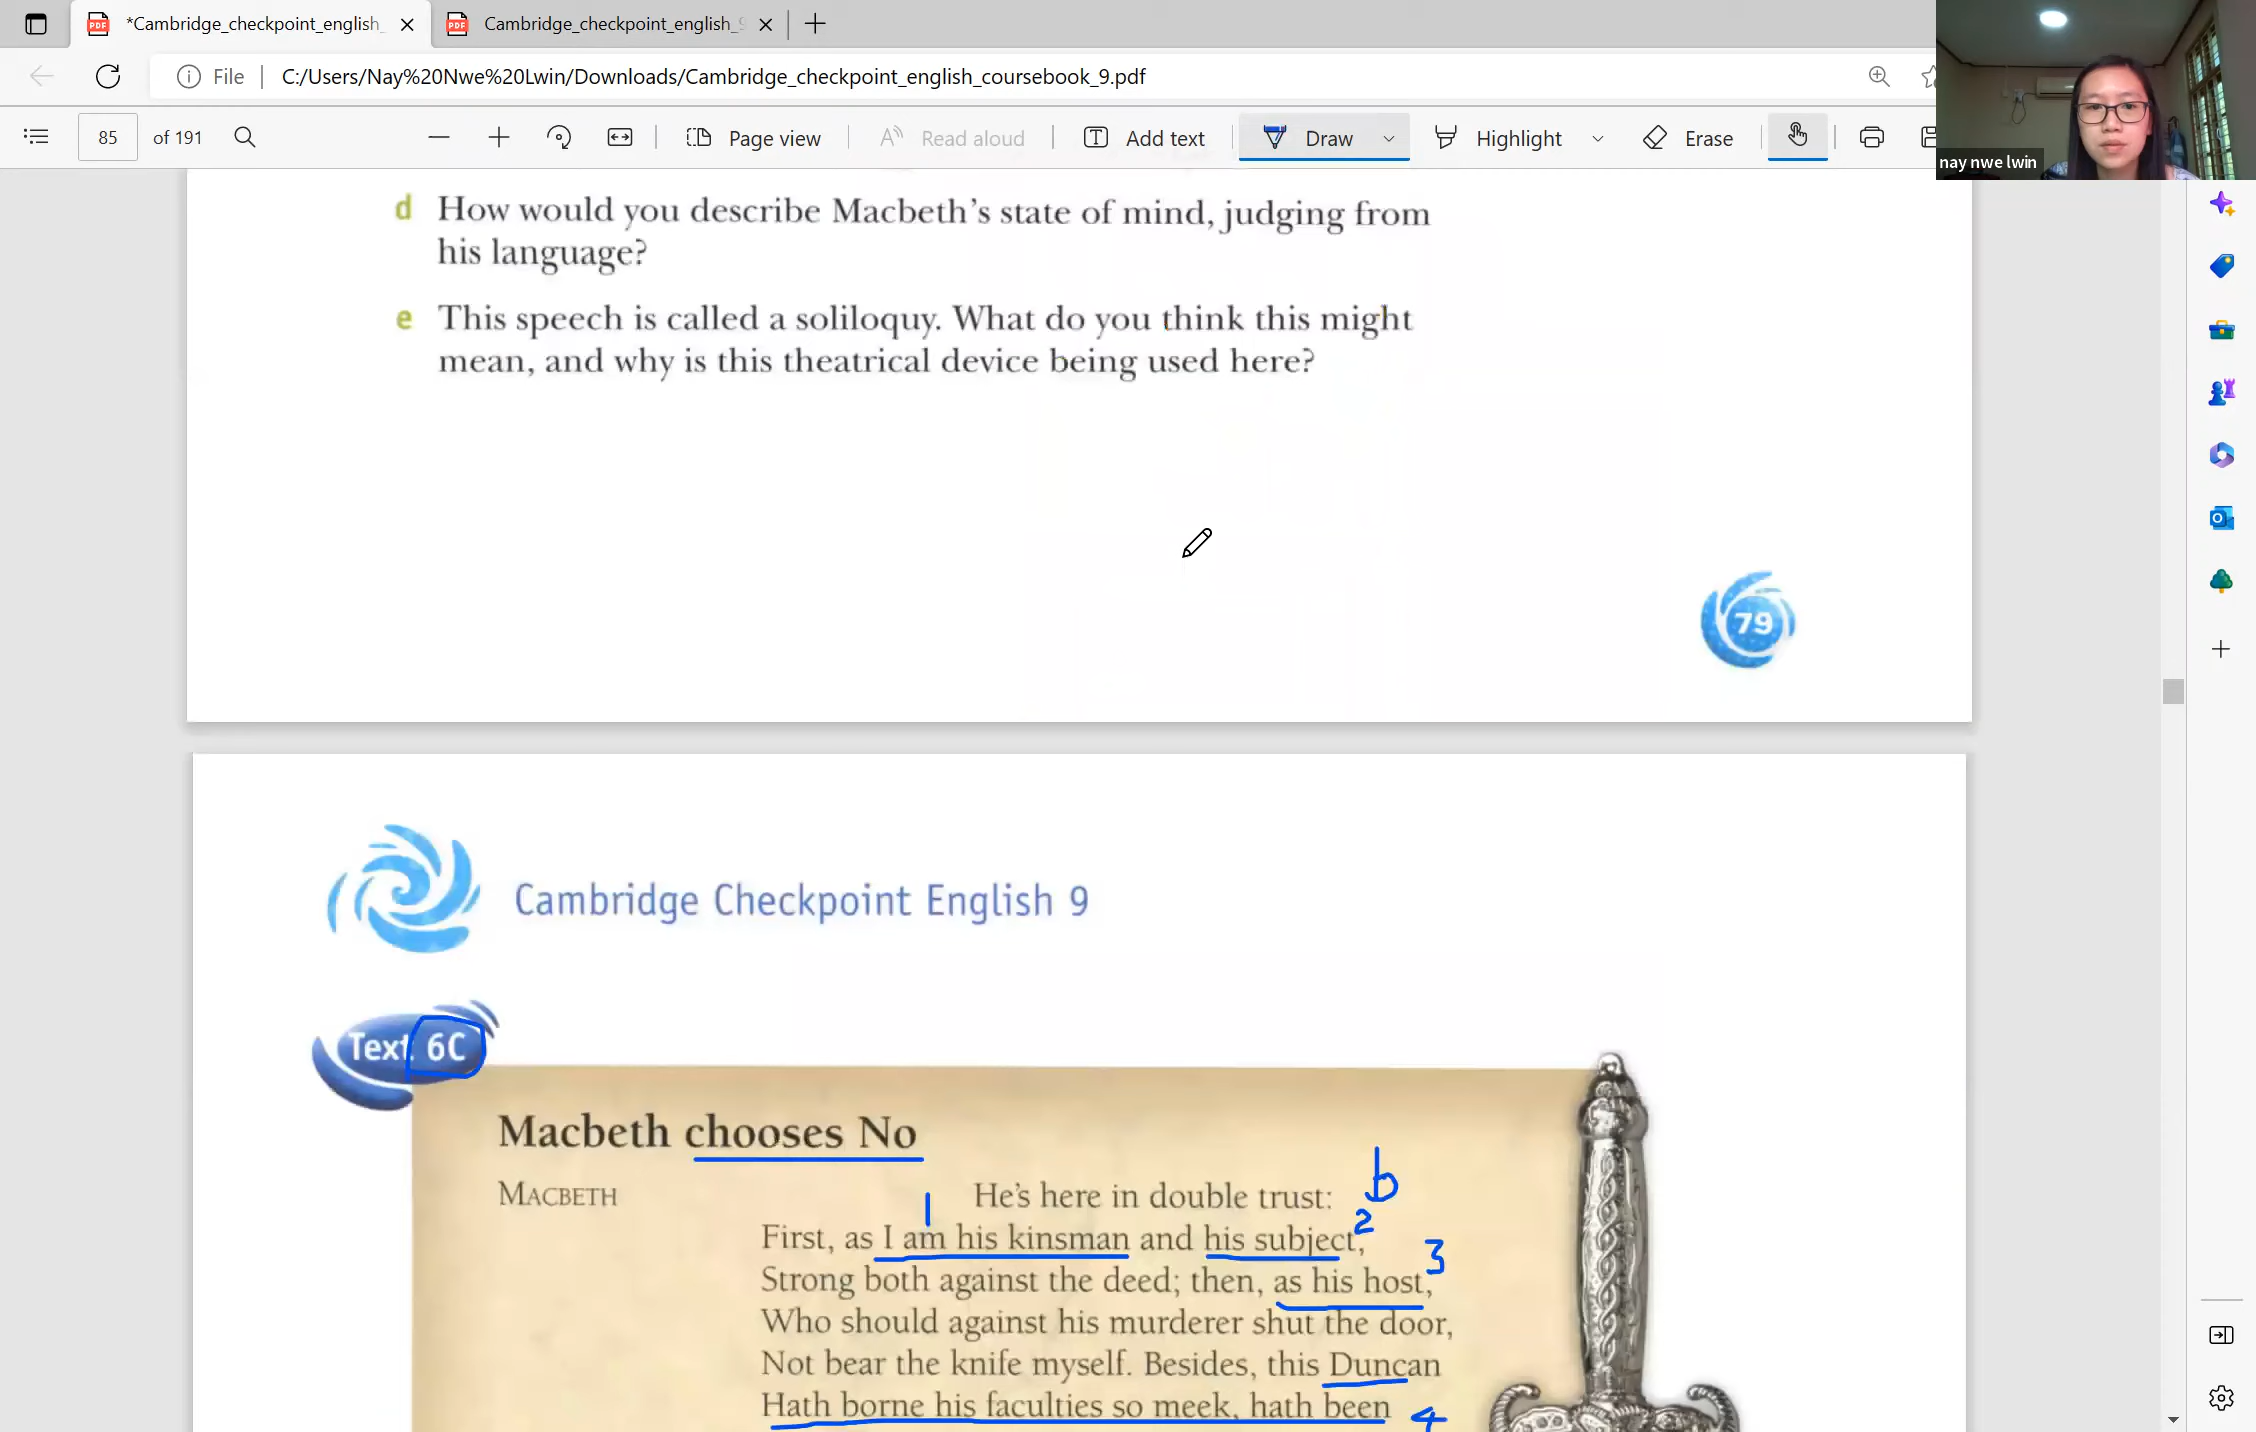 *Cambridge_checkpoint_english_
Cambridge_checkpoint_english_9
File
C:/Users/Nay%20Nwe%20Lwin/Downloads/Cambridge_checkpoint_english_coursebook_9.pdf
85 of 191
Page view
Read aloud
Add text
Draw
Highlight
Erase
nay nwe lwin
d How would you describe Macbeth's state of mind, judging from
his language?
e This speech is called a soliloquy. What do you think this might
mean, and why is this theatrical device being used here?
79
Cambridge Checkpoint English 9
Text 6C
Macbeth chooses No
b
MACBETH He's here in double trust:
1
2
First, as I am his kinsman and his subject,
3
Strong both against the deed; then, as his host,
Who should against his murderer shut the door,
Not bear the knife myself. Besides, this Duncan
Hath borne his faculties so meek, hath been
4